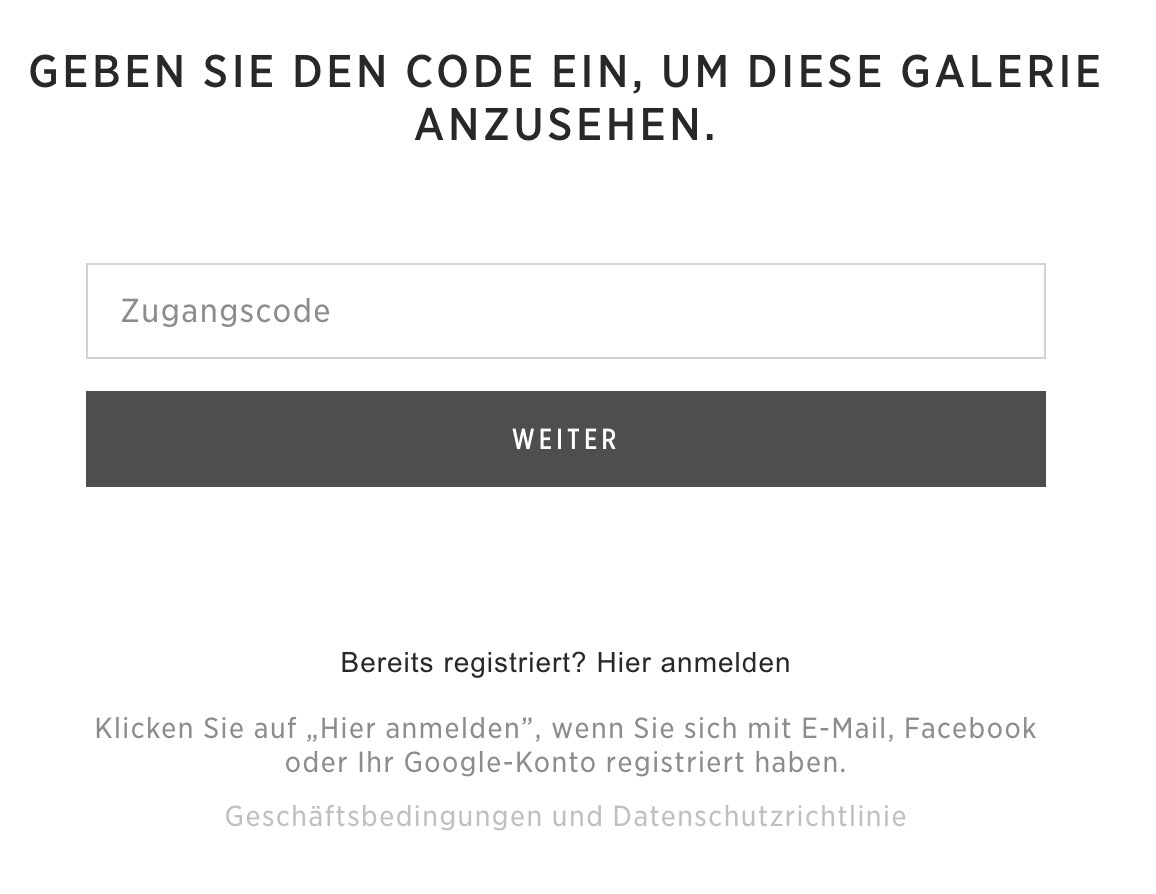 GEBEN SIE DEN CODE EIN, UM DIESE GALERIE
ANZUSEHEN.
Zugangscode
WEITER
Bereits registriert? Hier anmelden
Klicken Sie auf „Hier anmelden”, wenn Sie sich mit E-Mail, Facebook
oder Ihr Google-Konto registriert haben.
Geschäftsbedingungen und Datenschutzrichtlinie